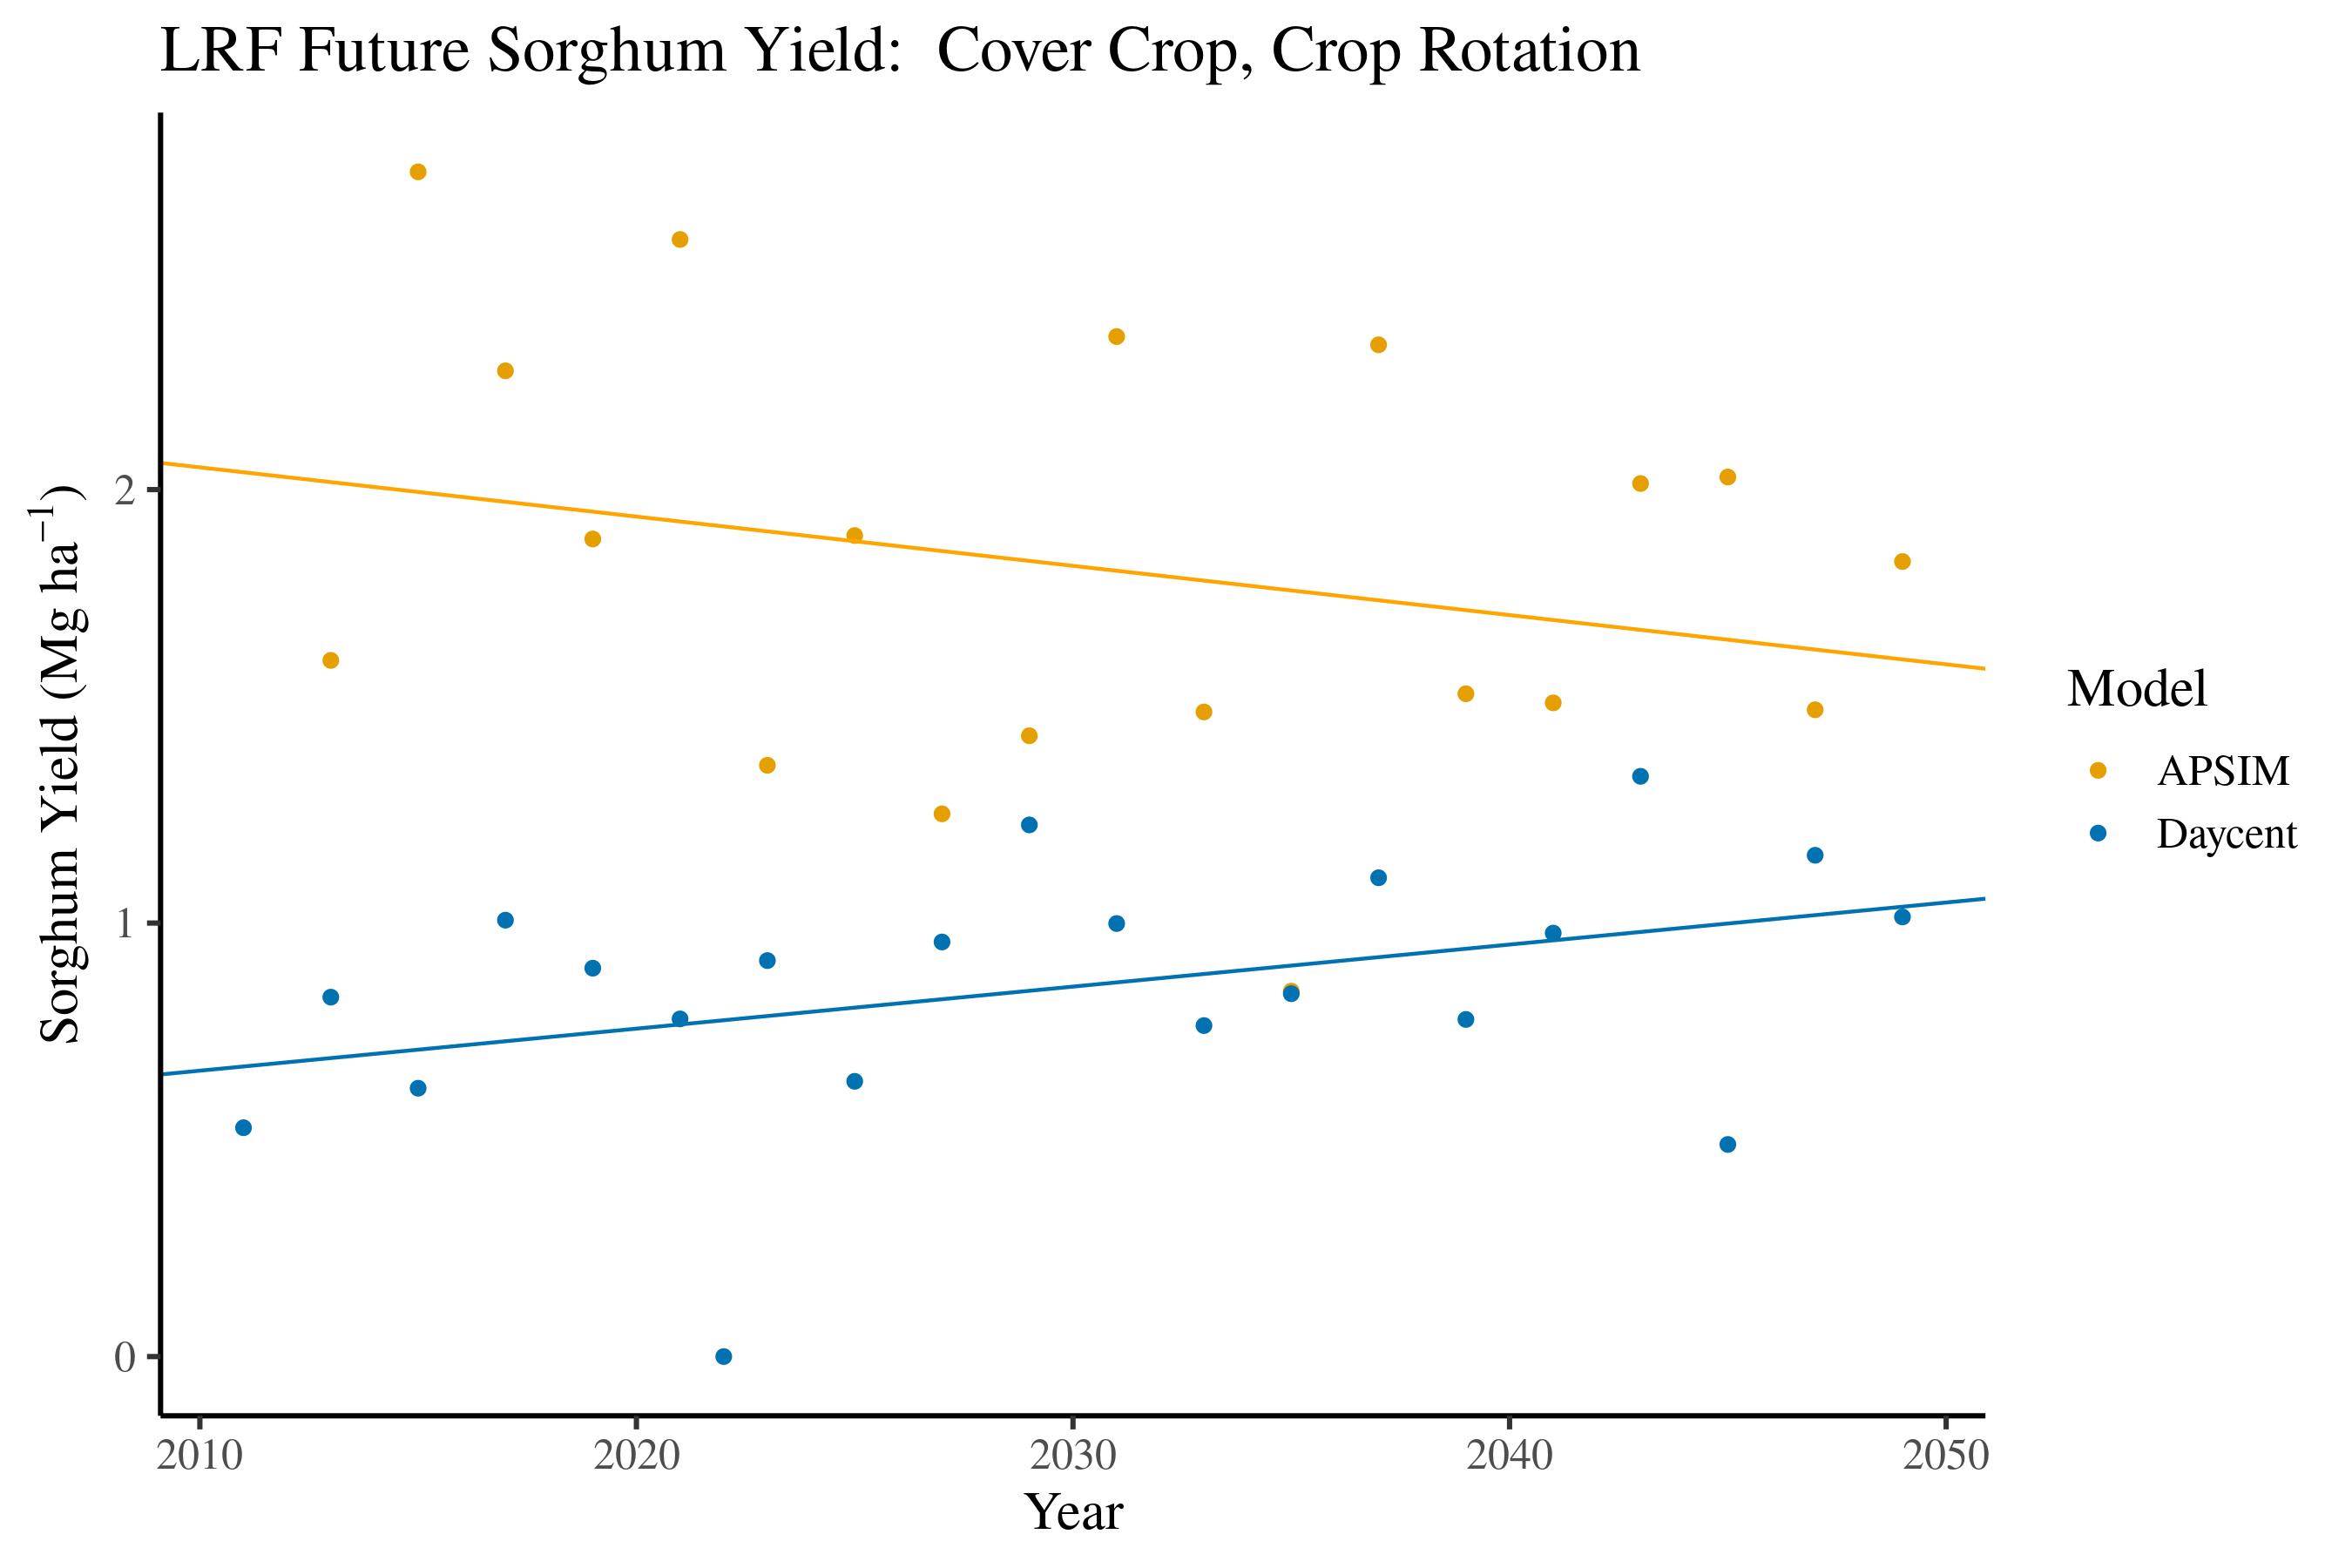 LRF Future Sorghum Yield:  Cover Crop, Crop Rotation
Sorghum Yield (Mg ha⁻¹)
2
1
0
2010 2020 2030 2040 2050
Year
Model
APSIM
Daycent